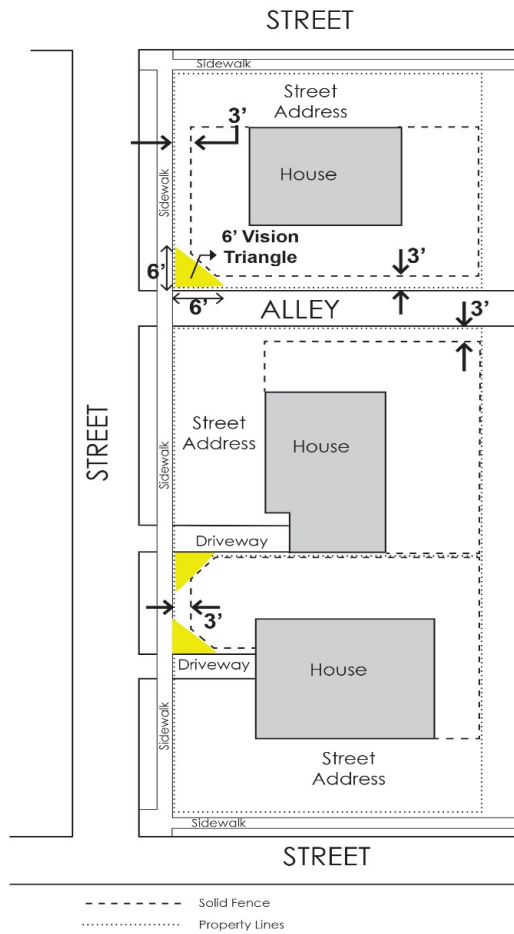 STREET
Sidewalk
Street
Address
3'
House
Sidewalk
6' Vision
Triangle
3'
6'
6'
ALLEY
3'
STREET
Street
Address
House
Sidewalk
Driveway
3'
House
Driveway
Sidewalk
Street
Address
Sidewalk
STREET
Solid Fence
Property Lines